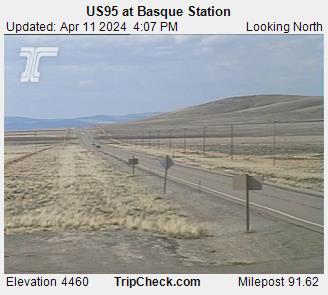 US95 at Basque Station
Updated: Apr 11 2024 4:07 PM Looking North
Elevation 4460 TripCheck.com Milepost 91.62